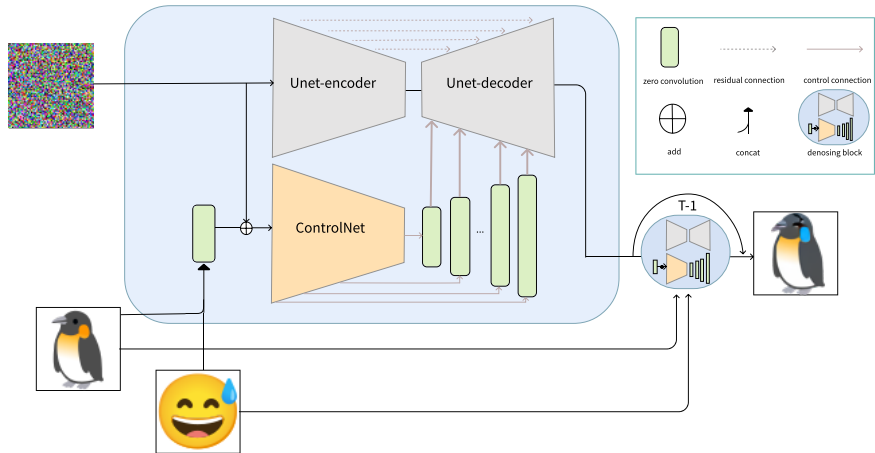 Unet-encoder
Unet-decoder
ControlNet
...
zero convolution
residual connection
control connection
add
concat
denosing block
T-1